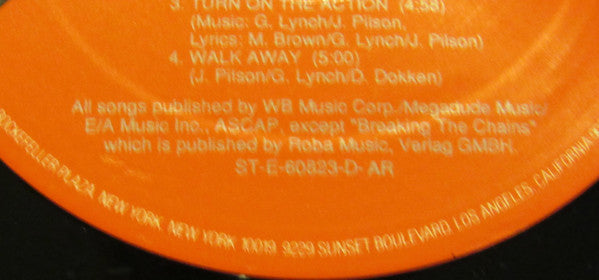 3. TURN ON THE ACTION (4:58)
(Music: G. Lynch/J. Pilson,
Lyrics: M. Brown/G. Lynch/J. Pilson)
4. WALK AWAY (5:00)
(J. Pilson/G. Lynch/D. Dokken)
All songs published by WB Music Corp./Megadude Music/
E/A Music Inc., ASCAP, except "Breaking The Chains"
which is published by Roba Music, Verlag GMBH.
ST-E-60823-D- AR
ROCKEFELLER PLAZA, NEW YORK, NEW YORK 10019. 9229 SUNSET BOULEVARD, LOS ANGELES, CALIFORNIA